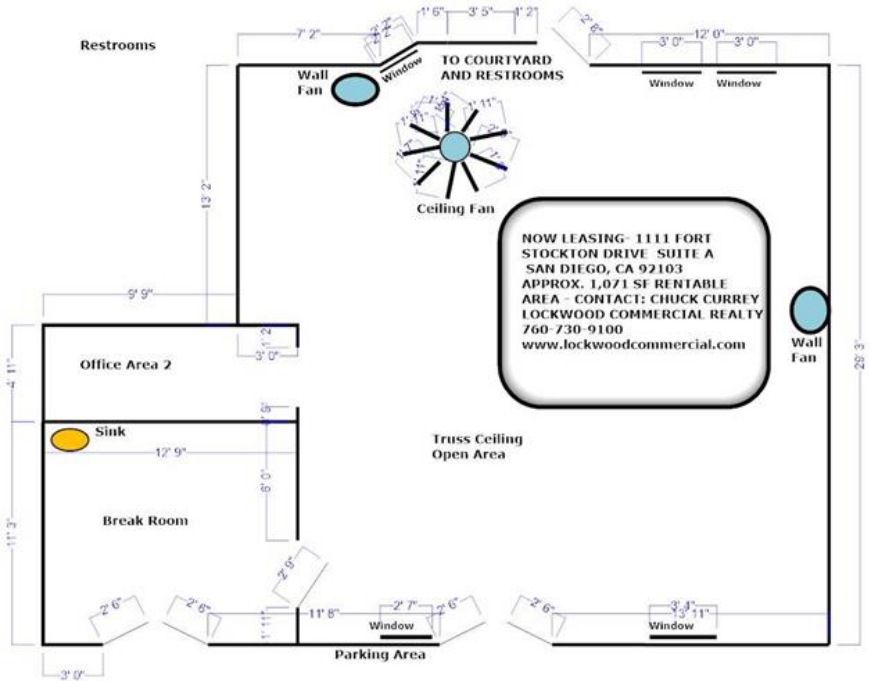 7' 2"
1' 6"
3' 5"
1' 2"
2' 8"
12' 0"
3' 0"
3' 0"
Restrooms
Window
TO COURTYARD
AND RESTROOMS
Wall
Fan
Window
Window
13' 2"
Ceiling Fan
NOW LEASING- 1111 FORT
STOCKTON DRIVE SUITE A
SAN DIEGO, CA 92103
APPROX. 1,071 SF RENTABLE
AREA - CONTACT: CHUCK CURREY
LOCKWOOD COMMERCIAL REALTY
760-730-9100
www.lockwoodcommercial.com
9' 9"
Wall
Fan
29' 3"
1' 2"
3' 0"
4' 11"
Office Area 2
Sink
12' 9"
6' 0"
Truss Ceiling
Open Area
Break Room
11' 3"
2' 9"
2' 6"
2' 6"
1' 11"
11' 8"
2' 7"
2' 6"
2' 6"
3' 4"
13' 11"
Window
Window
Parking Area
3' 0"